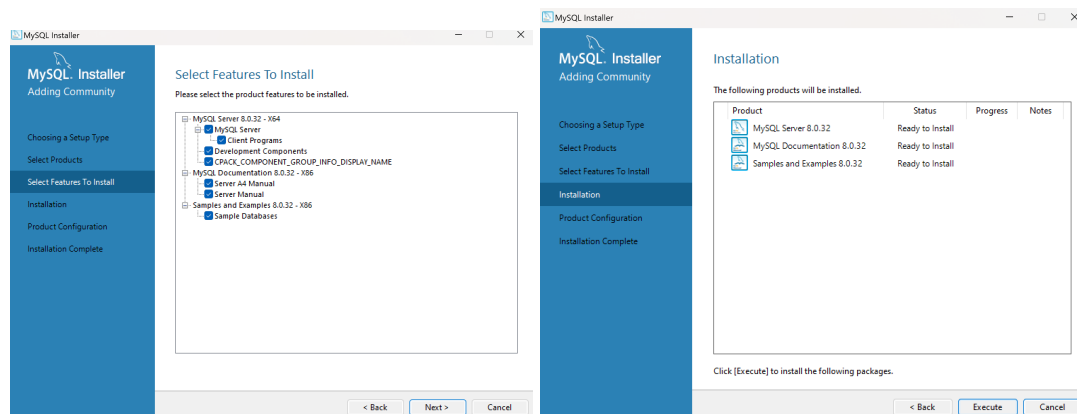 MySQL Installer
MySQL. Installer
Adding Community
Choosing a Setup Type
Select Products
Select Features To Install
Installation
Product Configuration
Installation Complete
Select Features To Install
Please select the product features to be installed.
MySQL Server 8.0.32 - X64
MySQL Server
Client Programs
Development Components
CPACK_COMPONENT_GROUP_INFO_DISPLAY_NAME
MySQL Documentation 8.0.32 - X86
Server A4 Manual
Server Manual
Samples and Examples 8.0.32 - X86
Sample Databases
< Back Next > Cancel
MySQL Installer
MySQL. Installer
Adding Community
Choosing a Setup Type
Select Products
Select Features To Install
Installation
Product Configuration
Installation Complete
Installation
The following products will be installed.
Product Status Progress Notes
MySQL Server 8.0.32 Ready to Install
MySQL Documentation 8.0.32 Ready to Install
Samples and Examples 8.0.32 Ready to Install
Click [Execute] to install the following packages.
< Back Execute Cancel